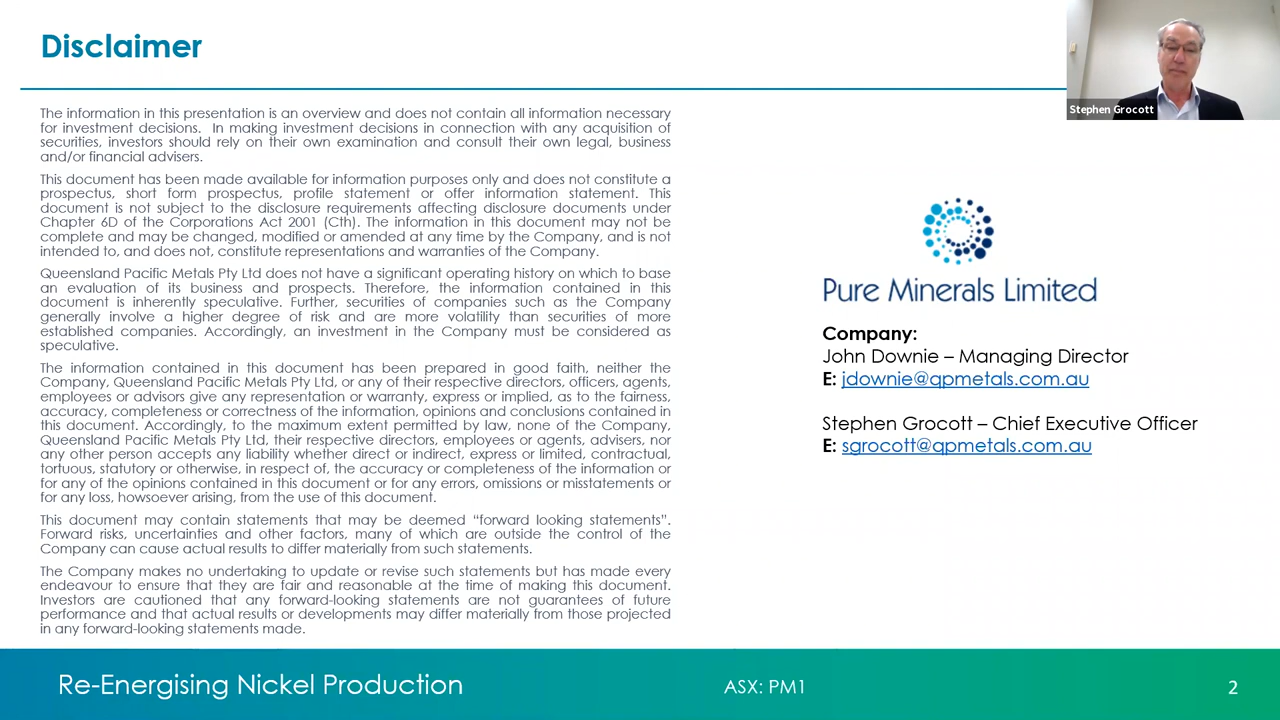 Disclaimer
Stephen Grocott
The information in this presentation is an overview and does not contain all information necessary
for investment decisions. In making investment decisions in connection with any acquisition of
securities, investors should rely on their own examination and consult their own legal, business
and/or financial advisers.
This document has been made available for information purposes only and does not constitute a
prospectus, short form prospectus, profile statement or offer information statement. This
document is not subject to the disclosure requirements affecting disclosure documents under
Chapter 6D of the Corporations Act 2001 (Cth). The information in this document may not be
complete and may be changed, modified or amended at any time by the Company, and is not
intended to, and does not, constitute representations and warranties of the Company.
Queensland Pacific Metals Pty Ltd does not have a significant operating history on which to base
an evaluation of its business and prospects. Therefore, the information contained in this
document is inherently speculative. Further, securities of companies such as the Company
generally involve a higher degree of risk and are more volatility than securities of more
established companies. Accordingly, an investment in the Company must be considered as
speculative.
The information contained in this document has been prepared in good faith, neither the
Company, Queensland Pacific Metals Pty Ltd, or any of their respective directors, officers, agents,
employees or advisors give any representation or warranty, express or implied, as to the fairness,
accuracy, completeness or correctness of the information, opinions and conclusions contained in
this document. Accordingly, to the maximum extent permitted by law, none of the Company,
Queensland Pacific Metals Pty Ltd, their respective directors, employees or agents, advisers, nor
any other person accepts any liability whether direct or indirect, express or limited, contractual,
tortuous, statutory or otherwise, in respect of, the accuracy or completeness of the information or
for any of the opinions contained in this document or for any errors, omissions or misstatements or
for any loss, howsoever arising, from the use of this document.
This document may contain statements that may be deemed “forward looking statements”.
Forward risks, uncertainties and other factors, many of which are outside the control of the
Company can cause actual results to differ materially from such statements.
The Company makes no undertaking to update or revise such statements but has made every
endeavour to ensure that they are fair and reasonable at the time of making this document.
Investors are cautioned that any forward-looking statements are not guarantees of future
performance and that actual results or developments may differ materially from those projected
in any forward-looking statements made.
Pure Minerals Limited
Company:
John Downie – Managing Director
E: jdownie@qpmetals.com.au
Stephen Grocott – Chief Executive Officer
E: sgrocott@qpmetals.com.au
Re-Energising Nickel Production
ASX: PM1
2